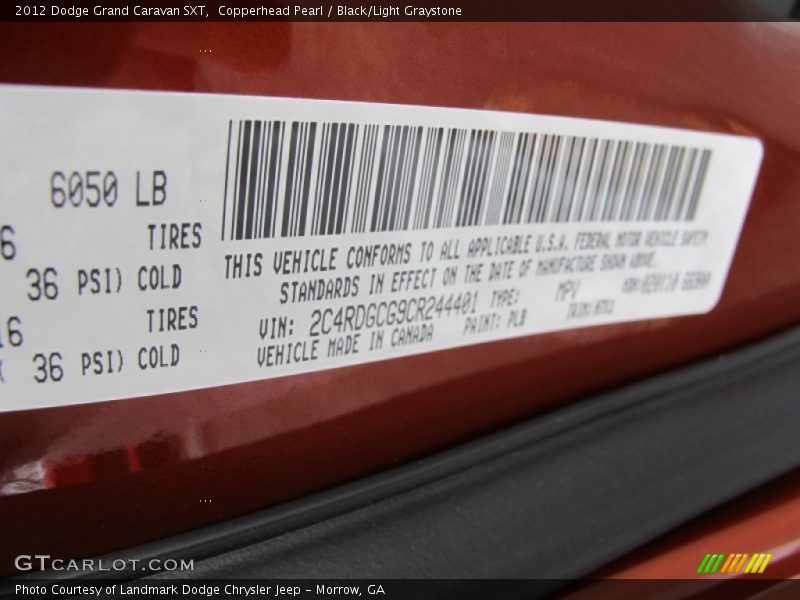 2012 Dodge Grand Caravan SXT,  Copperhead Pearl / Black/Light Graystone
6050 LB
6 TIRES
36 PSI) COLD
16 TIRES
( 36 PSI) COLD
THIS VEHICLE CONFORMS TO ALL APPLICABLE U.S.A. FEDERAL MOTOR VEHICLE SAFETY
STANDARDS IN EFFECT ON THE DATE OF MANUFACTURE SHOWN ABOVE.
VIN: 2C4RDGCG9CR244401 TYPE: MPV
VEHICLE MADE IN CANADA PAINT: PLB TRIM:
GTCARLOT.COM
Photo Courtesy of Landmark Dodge Chrysler Jeep - Morrow, GA